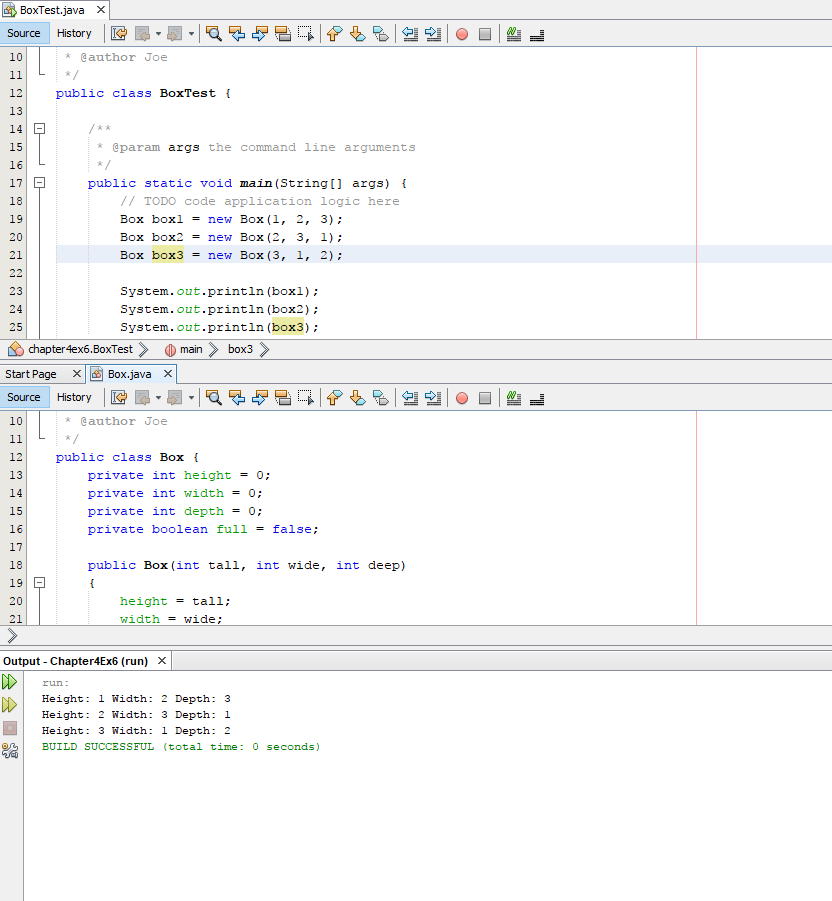 BoxTest.java
Source History
10 * @author Joe
11 */
12 public class BoxTest {
13
14 /**
15 * @param args the command line arguments
16 */
17 public static void main(String[] args) {
18 // TODO code application logic here
19 Box box1 = new Box(1, 2, 3);
20 Box box2 = new Box(2, 3, 1);
21 Box box3 = new Box(3, 1, 2);
22
23 System.out.println(box1);
24 System.out.println(box2);
25 System.out.println(box3);
chapter4ex6.BoxTest main box3
Start Page Box.java
Source History
10 * @author Joe
11 */
12 public class Box {
13 private int height = 0;
14 private int width = 0;
15 private int depth = 0;
16 private boolean full = false;
17
18 public Box(int tall, int wide, int deep)
19 {
20 height = tall;
21 width = wide;
Output - Chapter4Ex6 (run)
run:
Height: 1 Width: 2 Depth: 3
Height: 2 Width: 3 Depth: 1
Height: 3 Width: 1 Depth: 2
BUILD SUCCESSFUL (total time: 0 seconds)